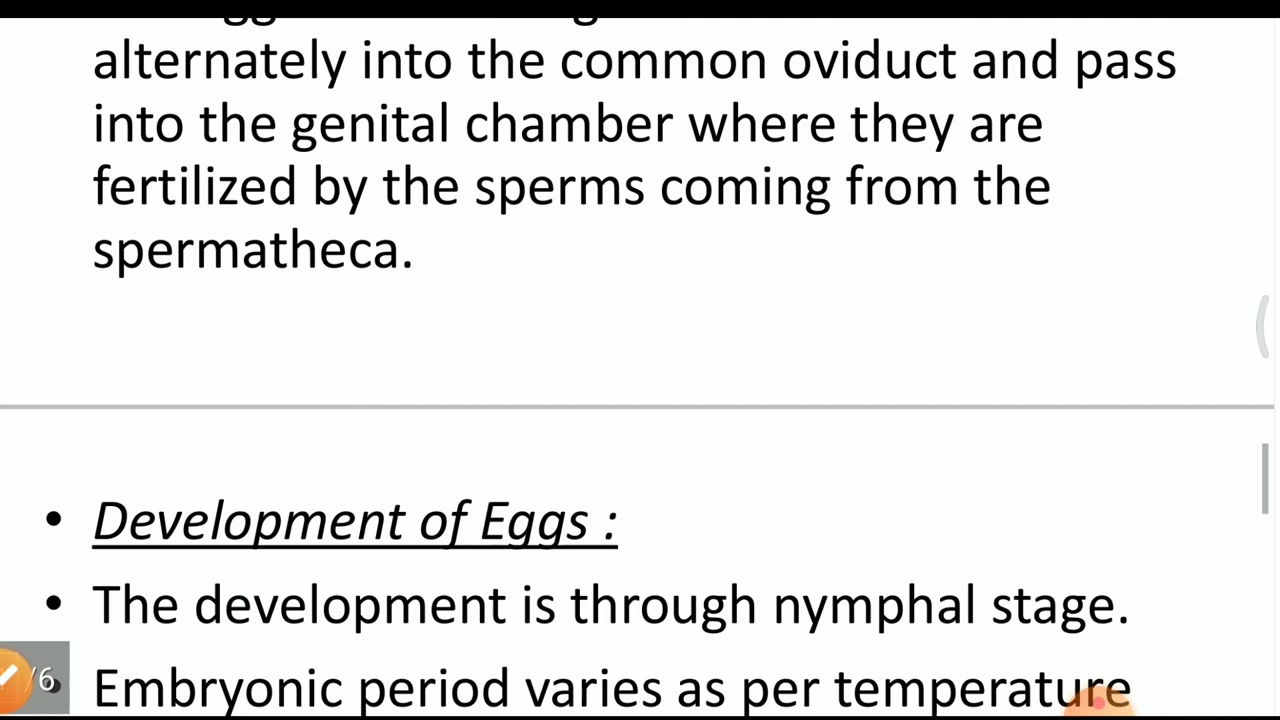 alternately into the common oviduct and pass
into the genital chamber where they are
fertilized by the sperms coming from the
spermatheca.
• Development of Eggs :
• The development is through nymphal stage.
/6
Embryonic period varies as per temperature